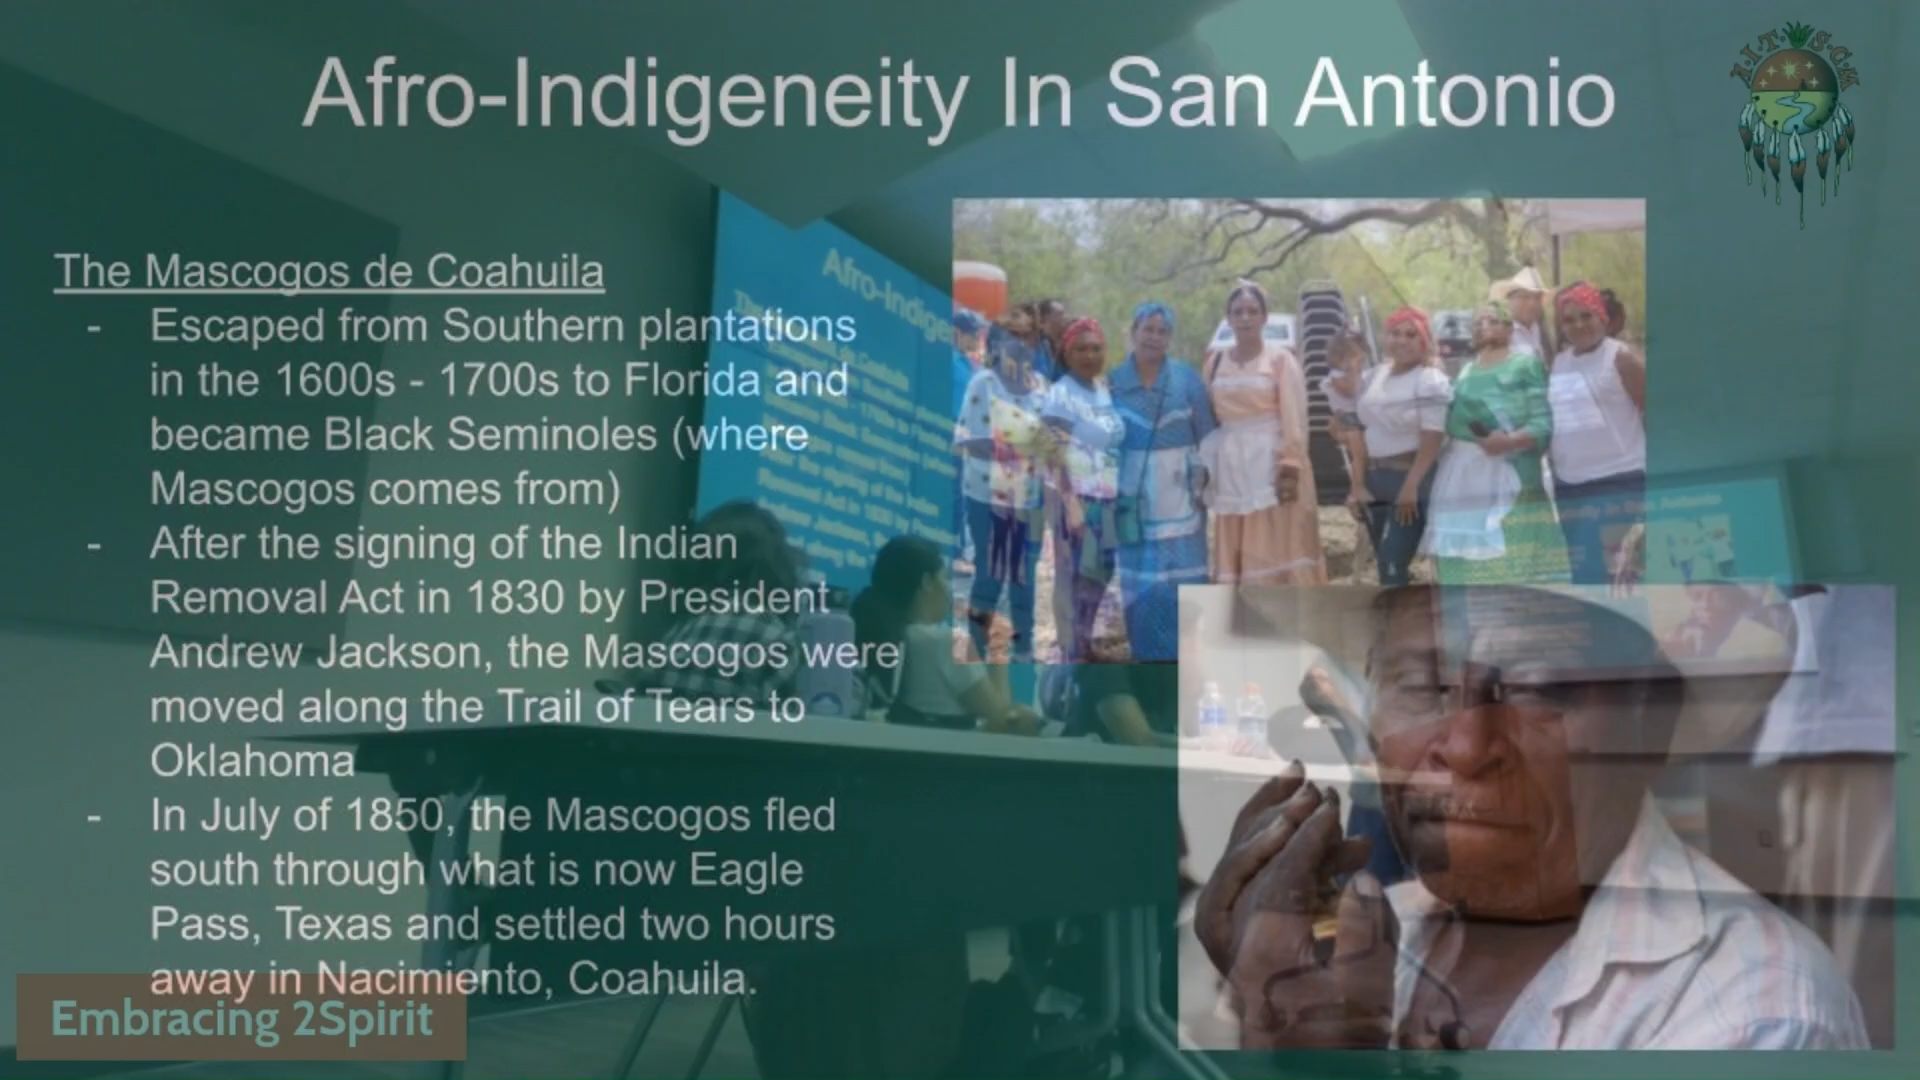 Afro-Indigeneity In San Antonio
A.I.T.S.C.M
The Mascogos de Coahuila
- Escaped from Southern plantations
in the 1600s - 1700s to Florida and
became Black Seminoles (where
Mascogos comes from)
- After the signing of the Indian
Removal Act in 1830 by President
Andrew Jackson, the Mascogos were
moved along the Trail of Tears to
Oklahoma
- In July of 1850, the Mascogos fled
south through what is now Eagle
Pass, Texas and settled two hours
away in Nacimiento, Coahuila.
Embracing 2Spirit